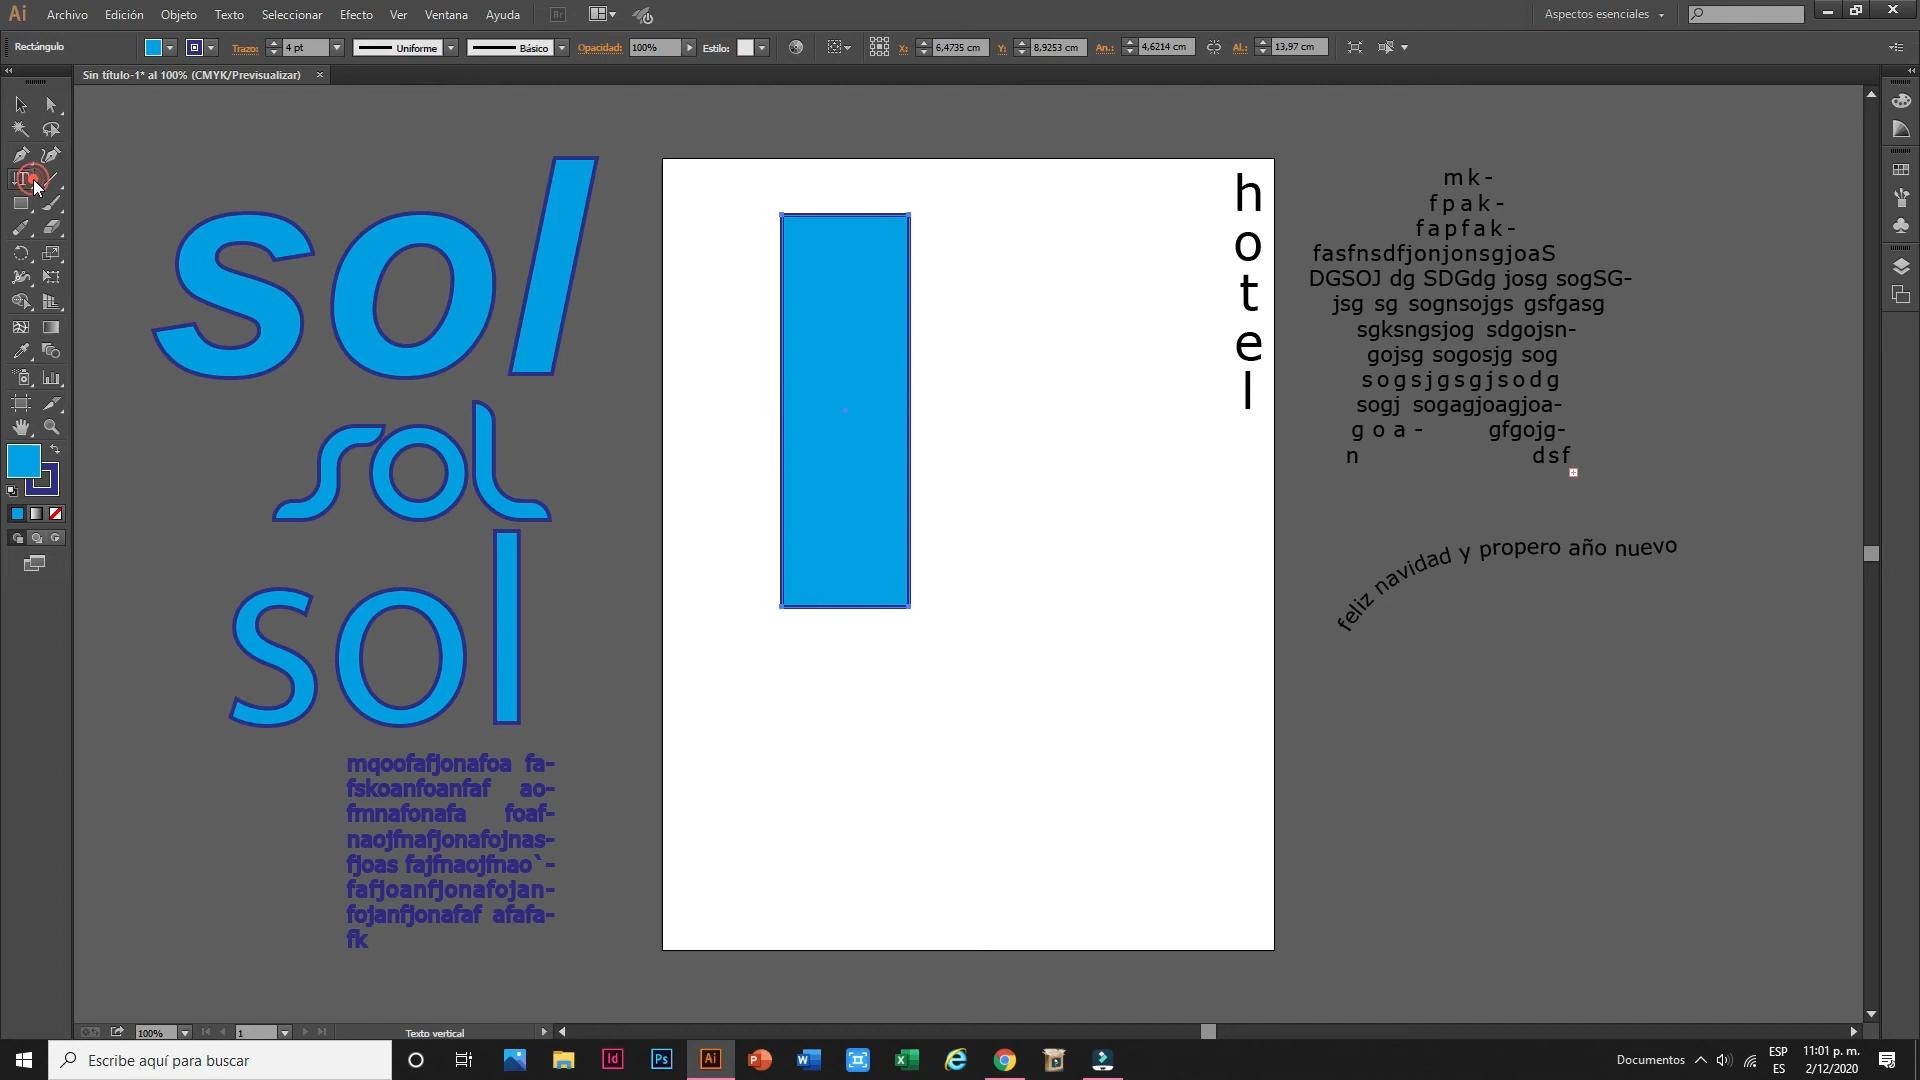 Ai Archivo Edición Objeto Texto Seleccionar Efecto Ver Ventana Ayuda Br Aspectos esenciales
Rectángulo Trazo: 4 pt Uniforme Básico Opacidad: 100% Estilo: X: 6,4735 cm Y: 8,9253 cm An.: 4,6214 cm Al.: 13,97 cm
Sin título-1* al 100% (CMYK/Previsualizar)
sol
sol
sol
mqoofafjonafoa fa-
fskoanfoanfaf ao-
fmnafonafa foaf-
naojfnafjonafojnas-
fjoas fajfnaojfnao`-
fafjoanfjonafojan-
fojanfjonafaf afafa-
fk
h
o
t
e
l
mk-
fpak-
fapfak-
fasfnsdfjonjonsgjoaS
DGSOJ dg SDGdg josg sogSG-
jsg sg sognsojgs gsfgasg
sgksngsjog sdgojsn-
gojsg sogosjg sog
sogsjgsgjsodg
sogj sogagjoagjoa-
goa- gfgojg-
n dsf
feliz navidad y propero año nuevo
100% 1 Texto vertical
Escribe aquí para buscar
Id Ps Ai
Documentos
ESP
ES
11:01 p. m.
2/12/2020